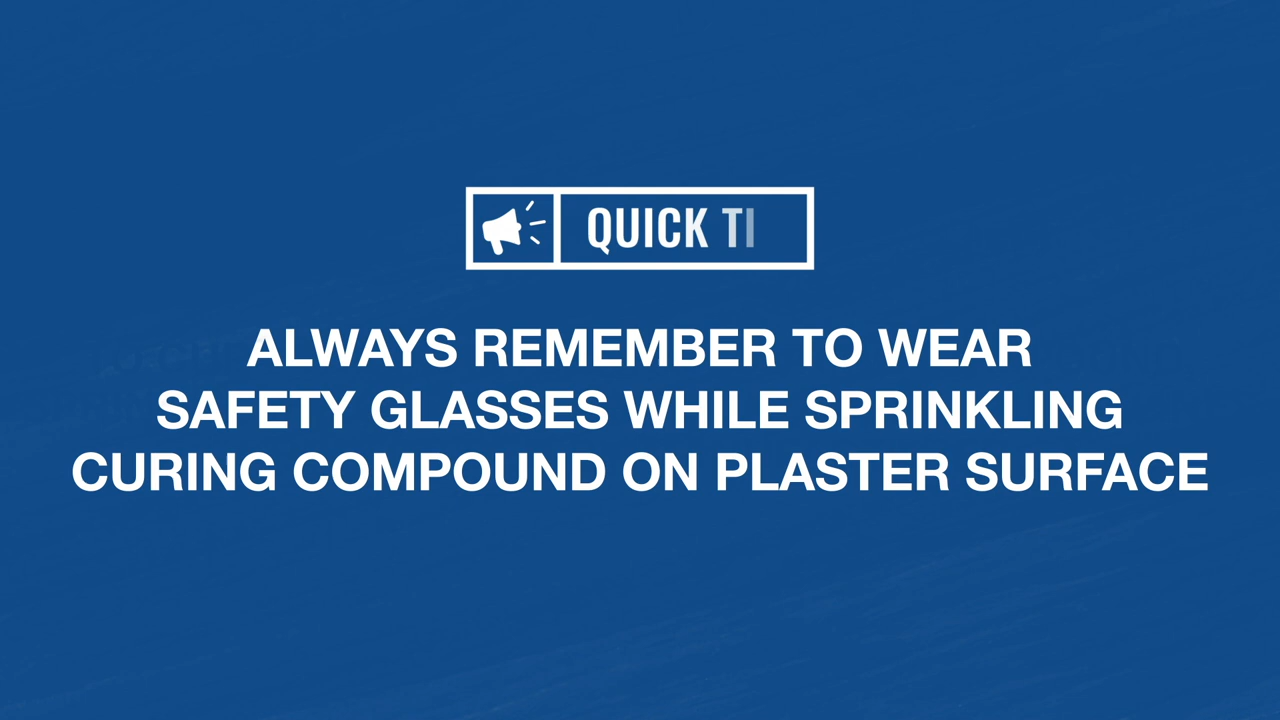 QUICK TI
ALWAYS REMEMBER TO WEAR
SAFETY GLASSES WHILE SPRINKLING
CURING COMPOUND ON PLASTER SURFACE